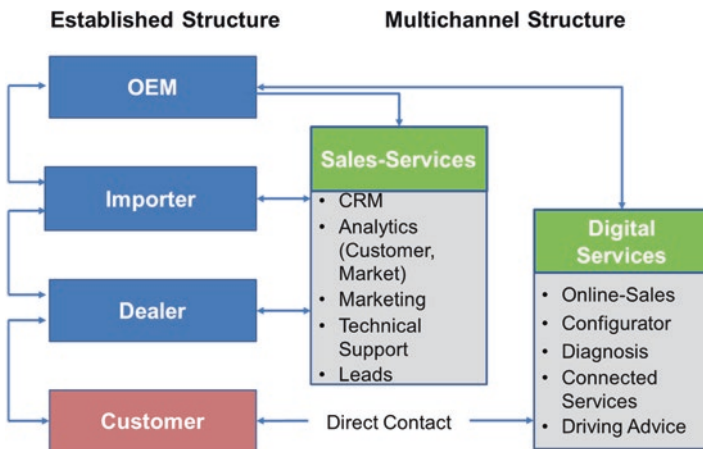 Established Structure
Multichannel Structure
OEM
Importer
Dealer
Customer
Sales-Services
• CRM
• Analytics
(Customer,
Market)
• Marketing
• Technical
Support
• Leads
Digital
Services
• Online-Sales
• Configurator
• Diagnosis
• Connected
Services
• Driving Advice
Direct Contact